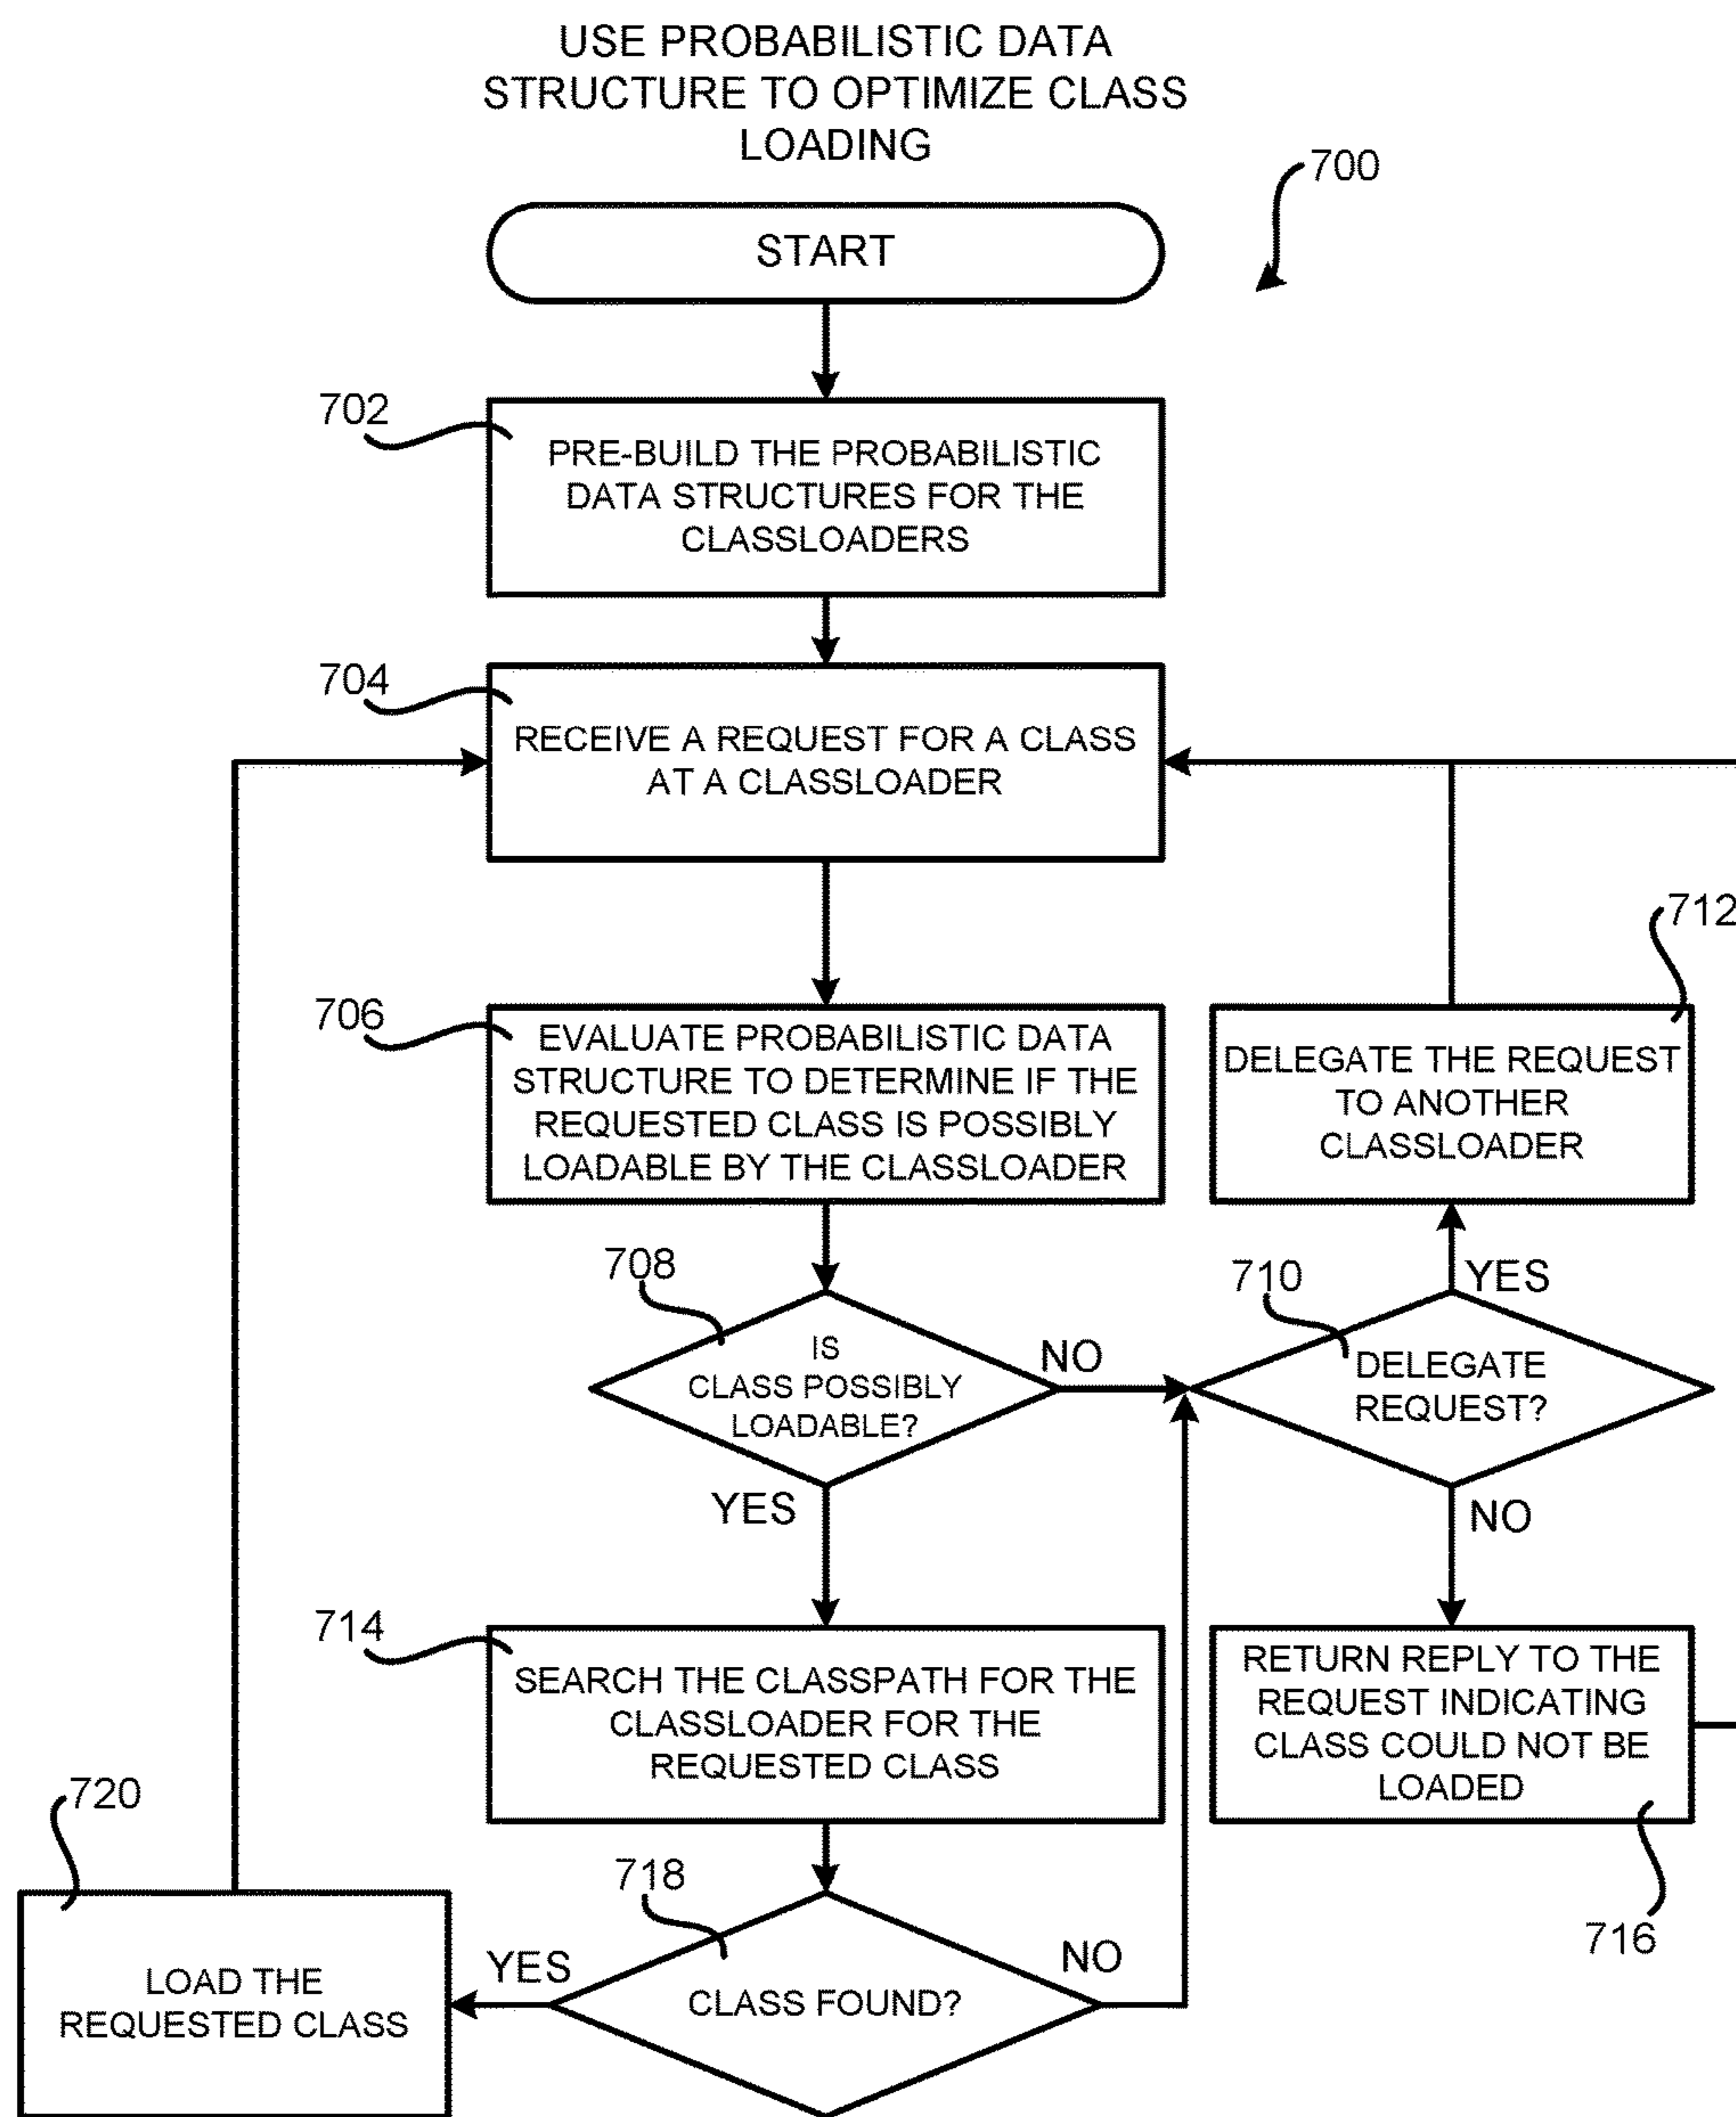 USE PROBABILISTIC DATA
STRUCTURE TO OPTIMIZE CLASS
LOADING
700
START
702
PRE-BUILD THE PROBABILISTIC
DATA STRUCTURES FOR THE
CLASSLOADERS
704
RECEIVE A REQUEST FOR A CLASS
AT A CLASSLOADER
712
706
EVALUATE PROBABILISTIC DATA
STRUCTURE TO DETERMINE IF THE
REQUESTED CLASS IS POSSIBLY
LOADABLE BY THE CLASSLOADER
DELEGATE THE REQUEST
TO ANOTHER
CLASSLOADER
708
IS
CLASS POSSIBLY
LOADABLE?
NO
YES
710
YES
DELEGATE
REQUEST?
NO
714
SEARCH THE CLASSPATH FOR THE
CLASSLOADER FOR THE
REQUESTED CLASS
RETURN REPLY TO THE
REQUEST INDICATING
CLASS COULD NOT BE
LOADED
716
718
CLASS FOUND?
YES
NO
720
LOAD THE
REQUESTED CLASS